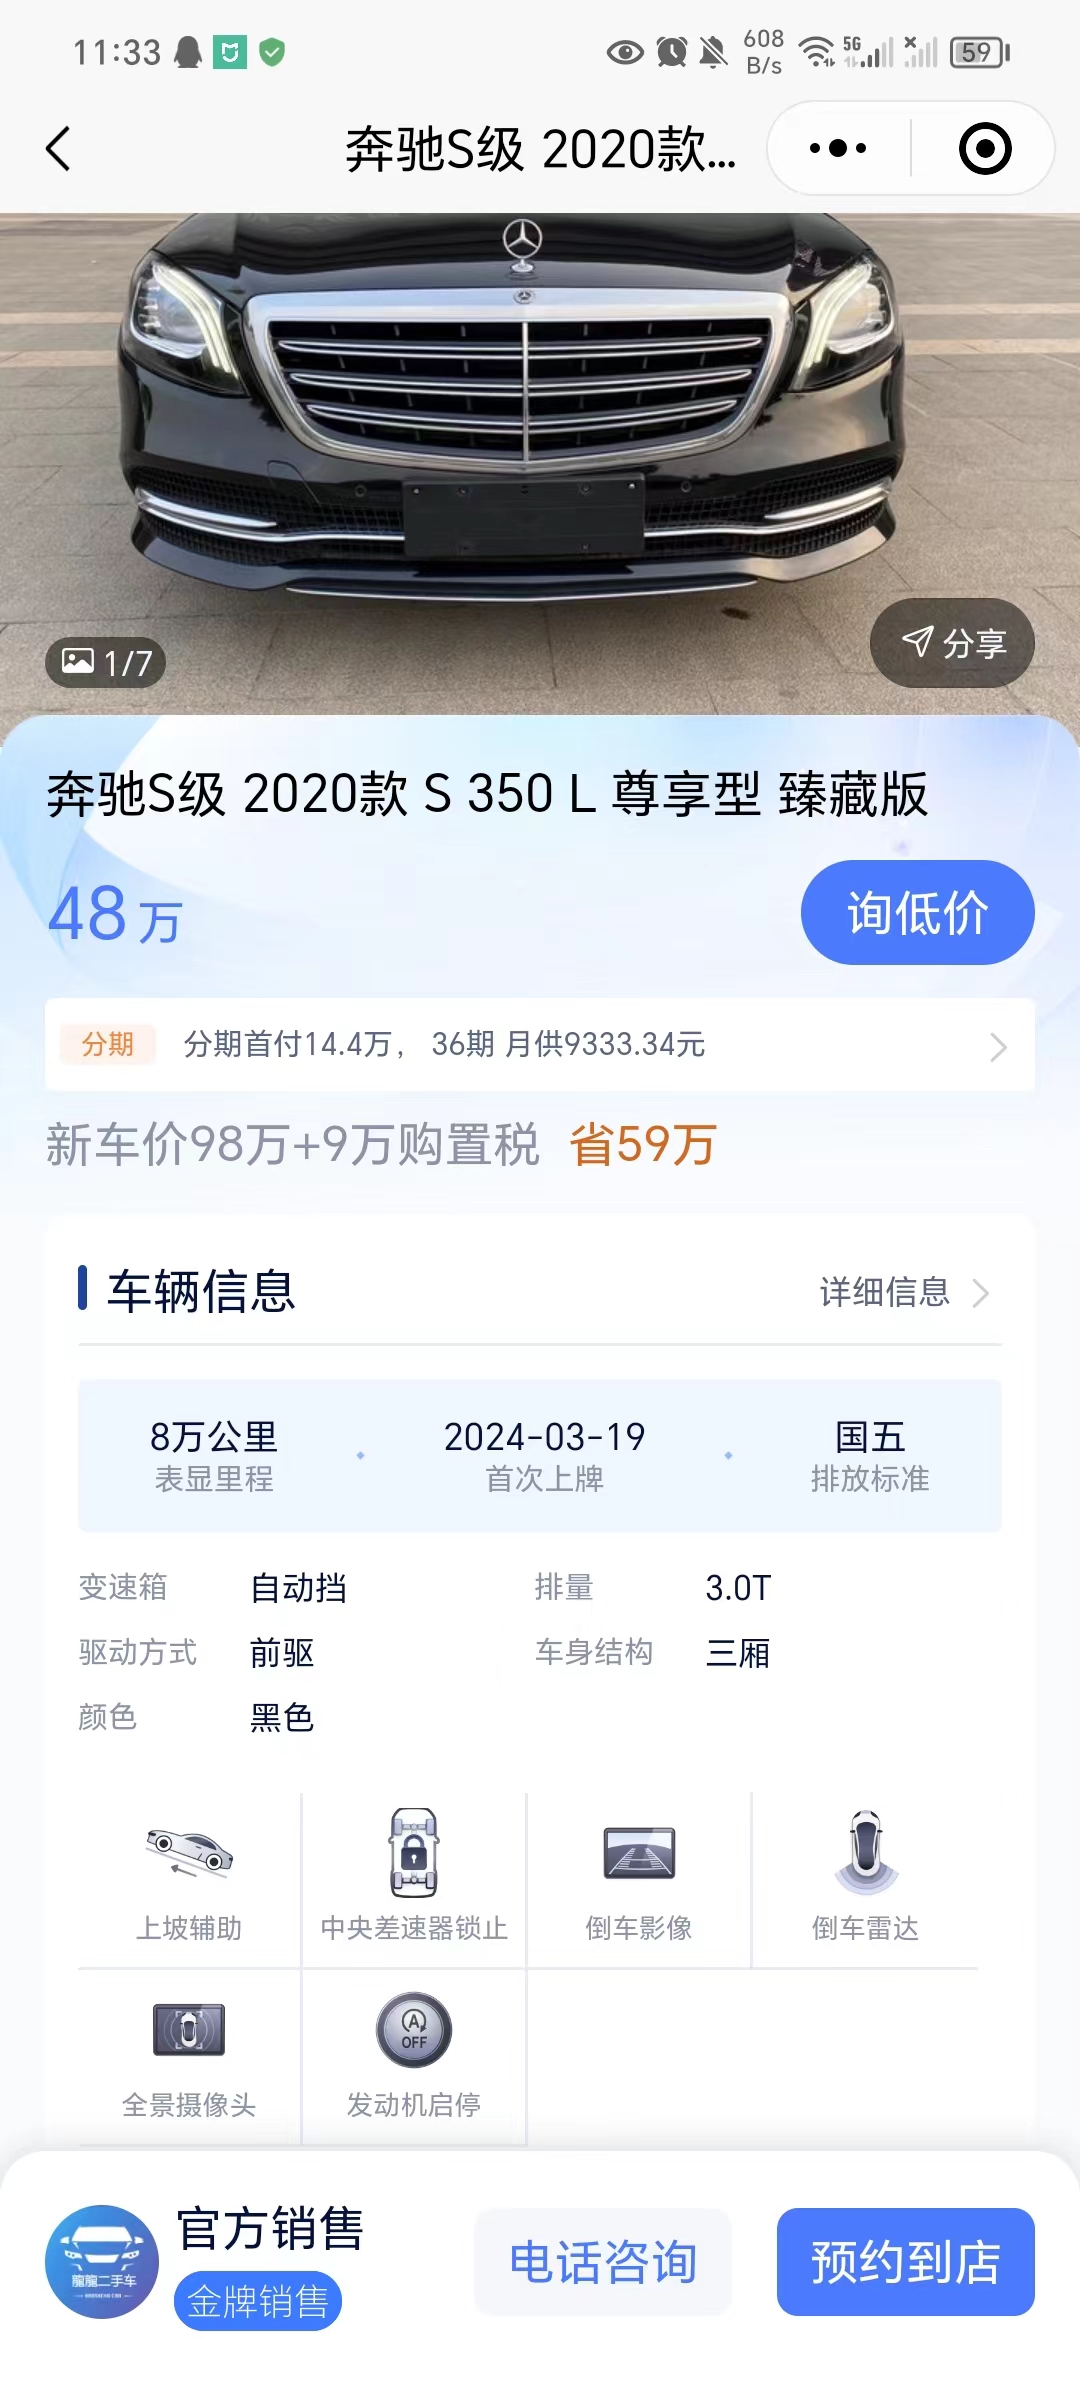 11:33
608 B/s
5G
59
奔驰S级 2020款...
1/7
分享
奔驰S级 2020款 S 350 L 尊享型 臻藏版
48万
询低价
分期 分期首付14.4万， 36期 月供9333.34元
新车价98万+9万购置税 省59万
车辆信息
详细信息
8万公里 2024-03-19 国五
表显里程 首次上牌 排放标准
变速箱 自动挡 排量 3.0T
驱动方式 前驱 车身结构 三厢
颜色 黑色
上坡辅助 中央差速器锁止 倒车影像 倒车雷达
A
OFF
全景摄像头 发动机启停
龍龍二手车
官方销售
金牌销售
电话咨询
预约到店